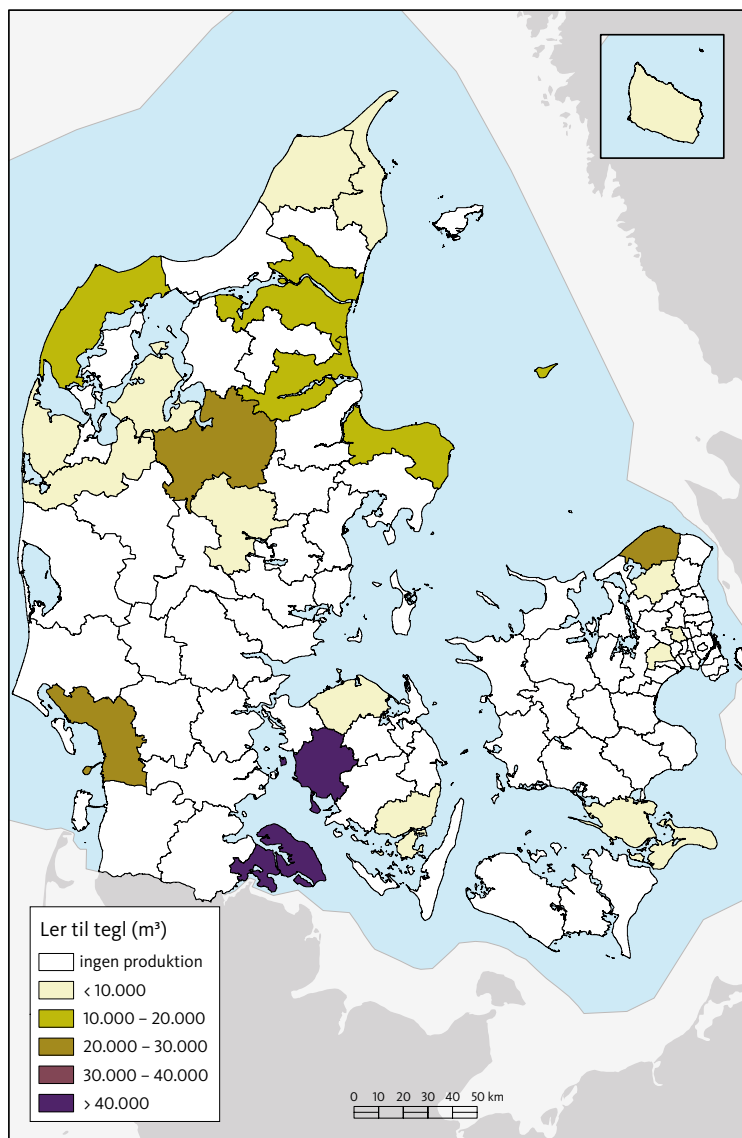 Ler til tegl (m³)
ingen produktion
< 10.000
10.000 – 20.000
20.000 – 30.000
30.000 – 40.000
> 40.000
0 10 20 30 40 50 km